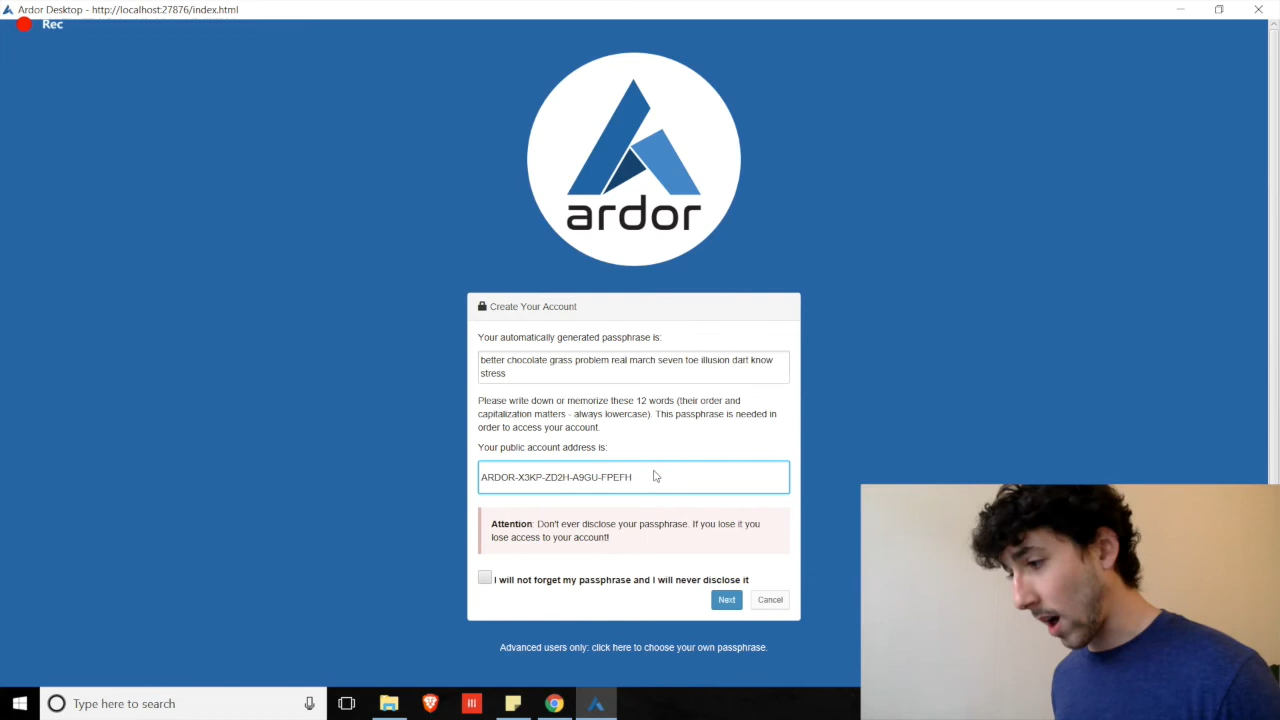 Ardor Desktop - http://localhost:27876/index.html
Rec
ardor
Create Your Account
Your automatically generated passphrase is:
better chocolate grass problem real march seven toe illusion dart know
stress
Please write down or memorize these 12 words (their order and
capitalization matters - always lowercase). This passphrase is needed in
order to access your account.
Your public account address is:
ARDOR-X3KP-ZD2H-A9GU-FPEFH
Attention: Don't ever disclose your passphrase. If you lose it you
lose access to your account!
I will not forget my passphrase and I will never disclose it
Next Cancel
Advanced users only: click here to choose your own passphrase.
Type here to search